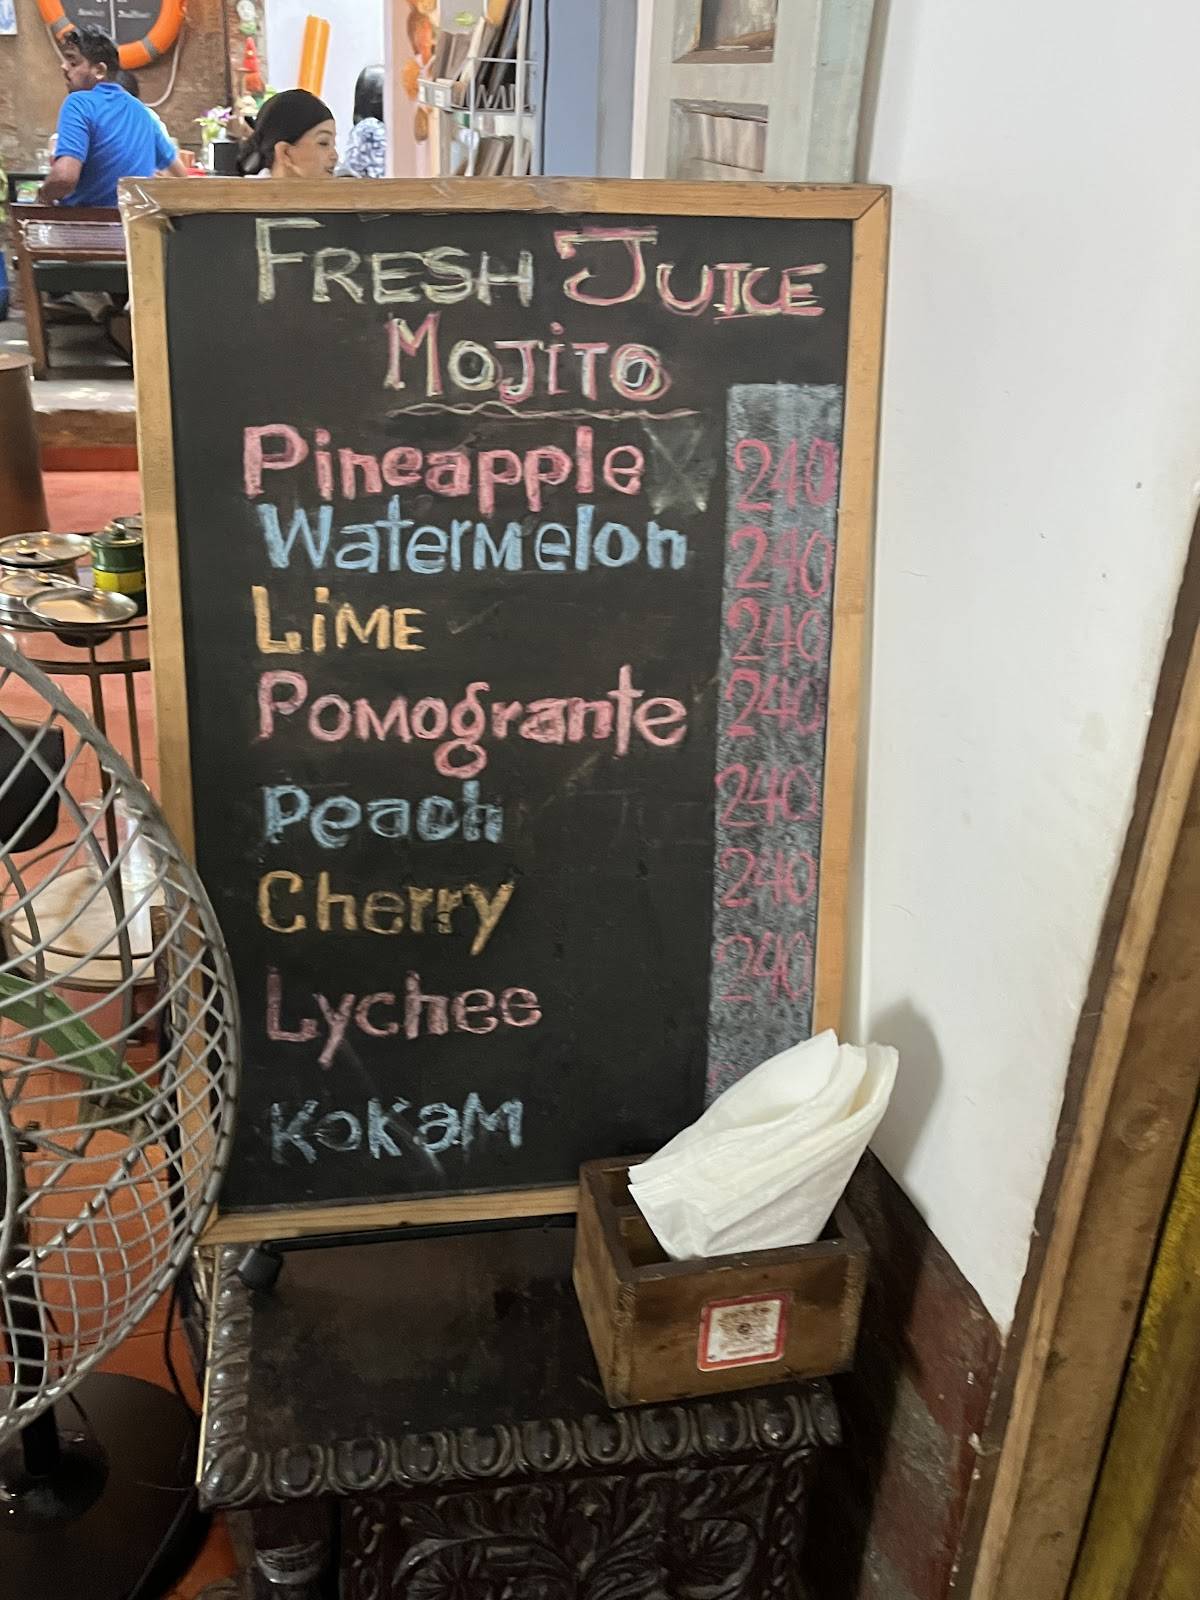 FRESH JUICE
MOJiTO
Pineapple 240
Watermelon 240
LiME 240
PoMogrante 240
Peach 240
Cherry 240
Lychee 240
KoKaM